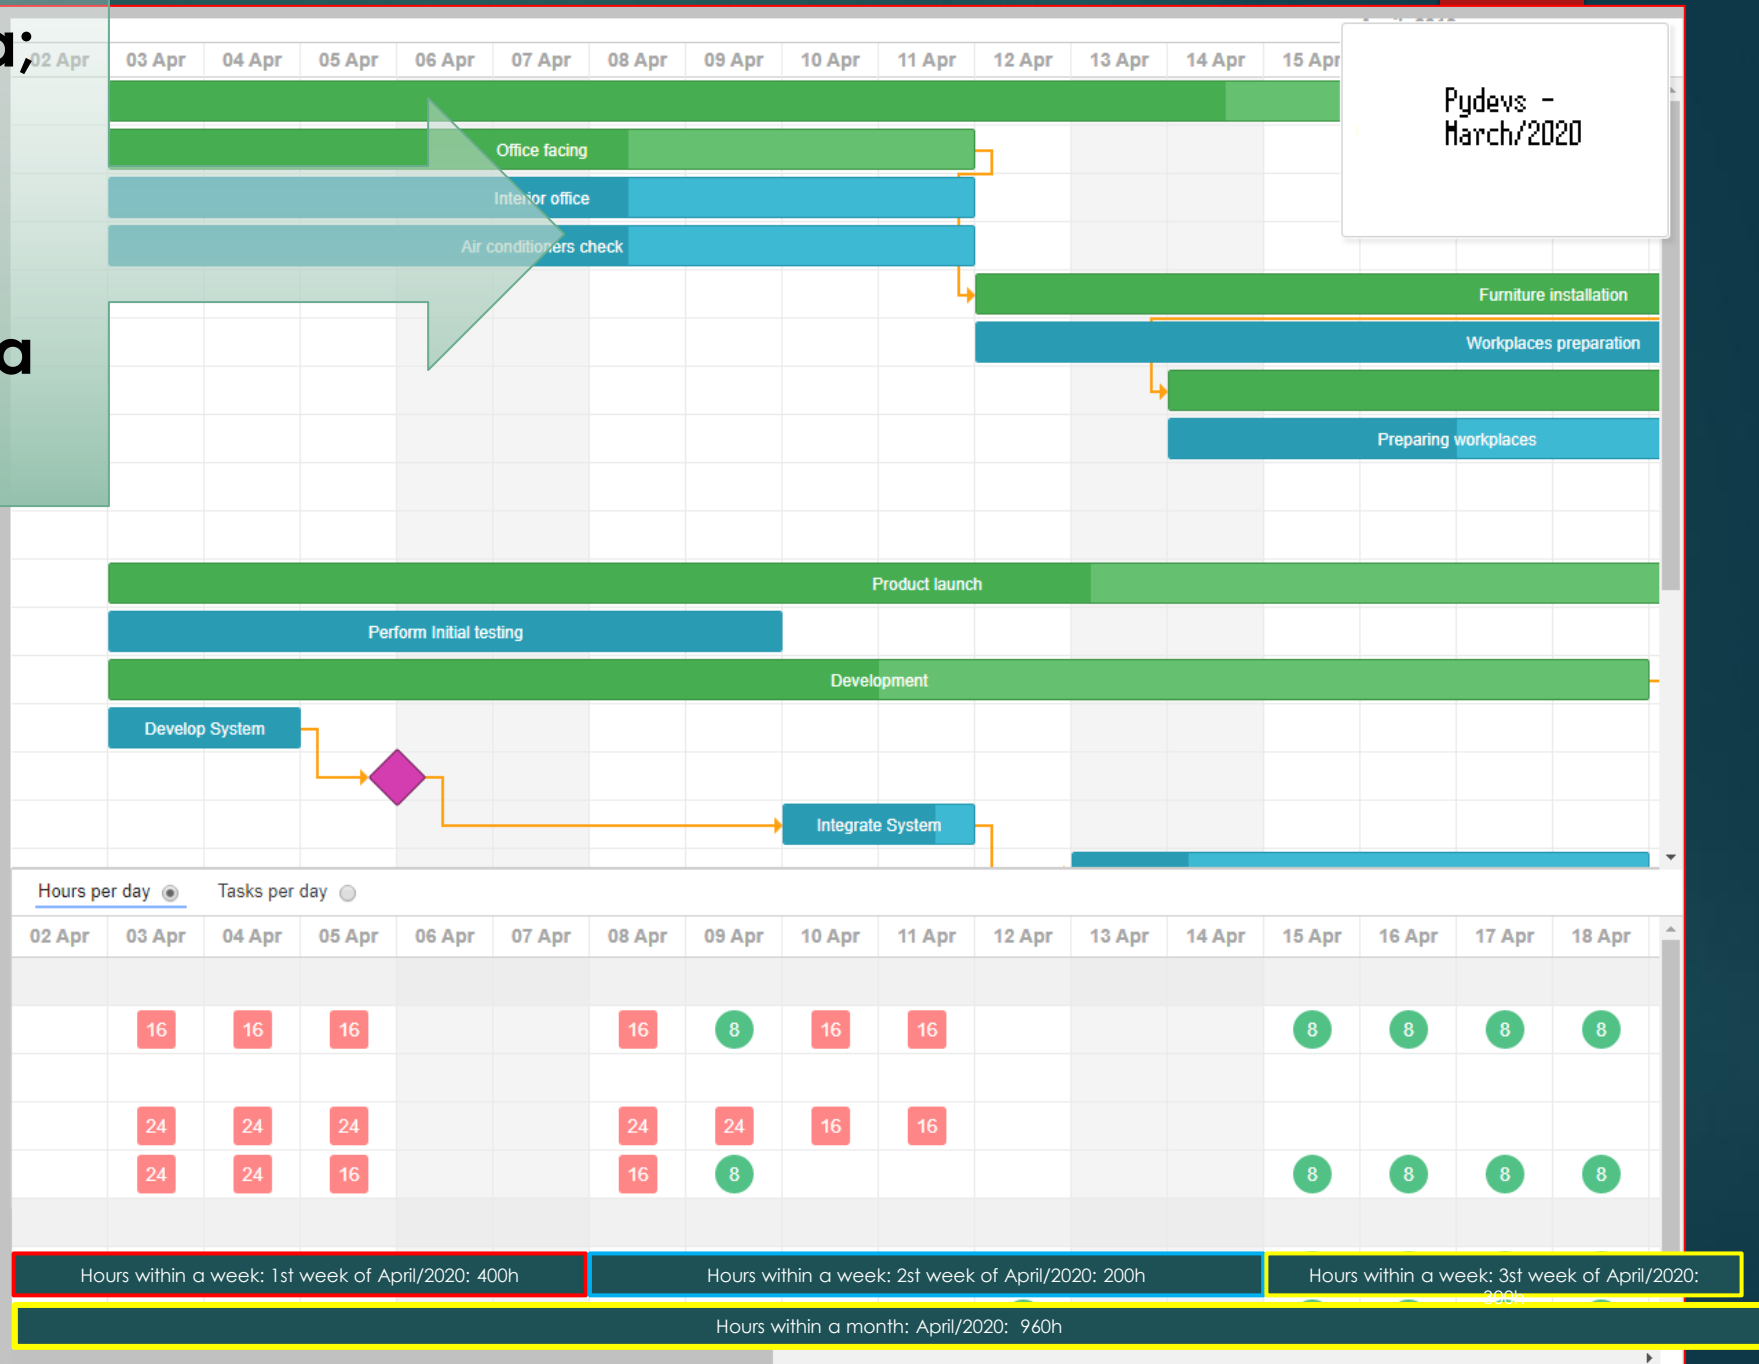 a;
02 Apr 03 Apr 04 Apr 05 Apr 06 Apr 07 Apr 08 Apr 09 Apr 10 Apr 11 Apr 12 Apr 13 Apr 14 Apr 15 Apr
Pydevs -
March/2020
Office facing
Interior office
Air conditioners check
Furniture installation
a
Workplaces preparation
Preparing workplaces
Product launch
Perform Initial testing
Development
Develop System
Integrate System
Hours per day Tasks per day
02 Apr 03 Apr 04 Apr 05 Apr 06 Apr 07 Apr 08 Apr 09 Apr 10 Apr 11 Apr 12 Apr 13 Apr 14 Apr 15 Apr 16 Apr 17 Apr 18 Apr
16 16 16 16 8 16 16 8 8 8 8
24 24 24 24 24 16 16
24 24 16 16 8 8 8 8 8
Hours within a week: 1st week of April/2020: 400h
Hours within a week: 2st week of April/2020: 200h
Hours within a week: 3st week of April/2020:
Hours within a month: April/2020: 960h